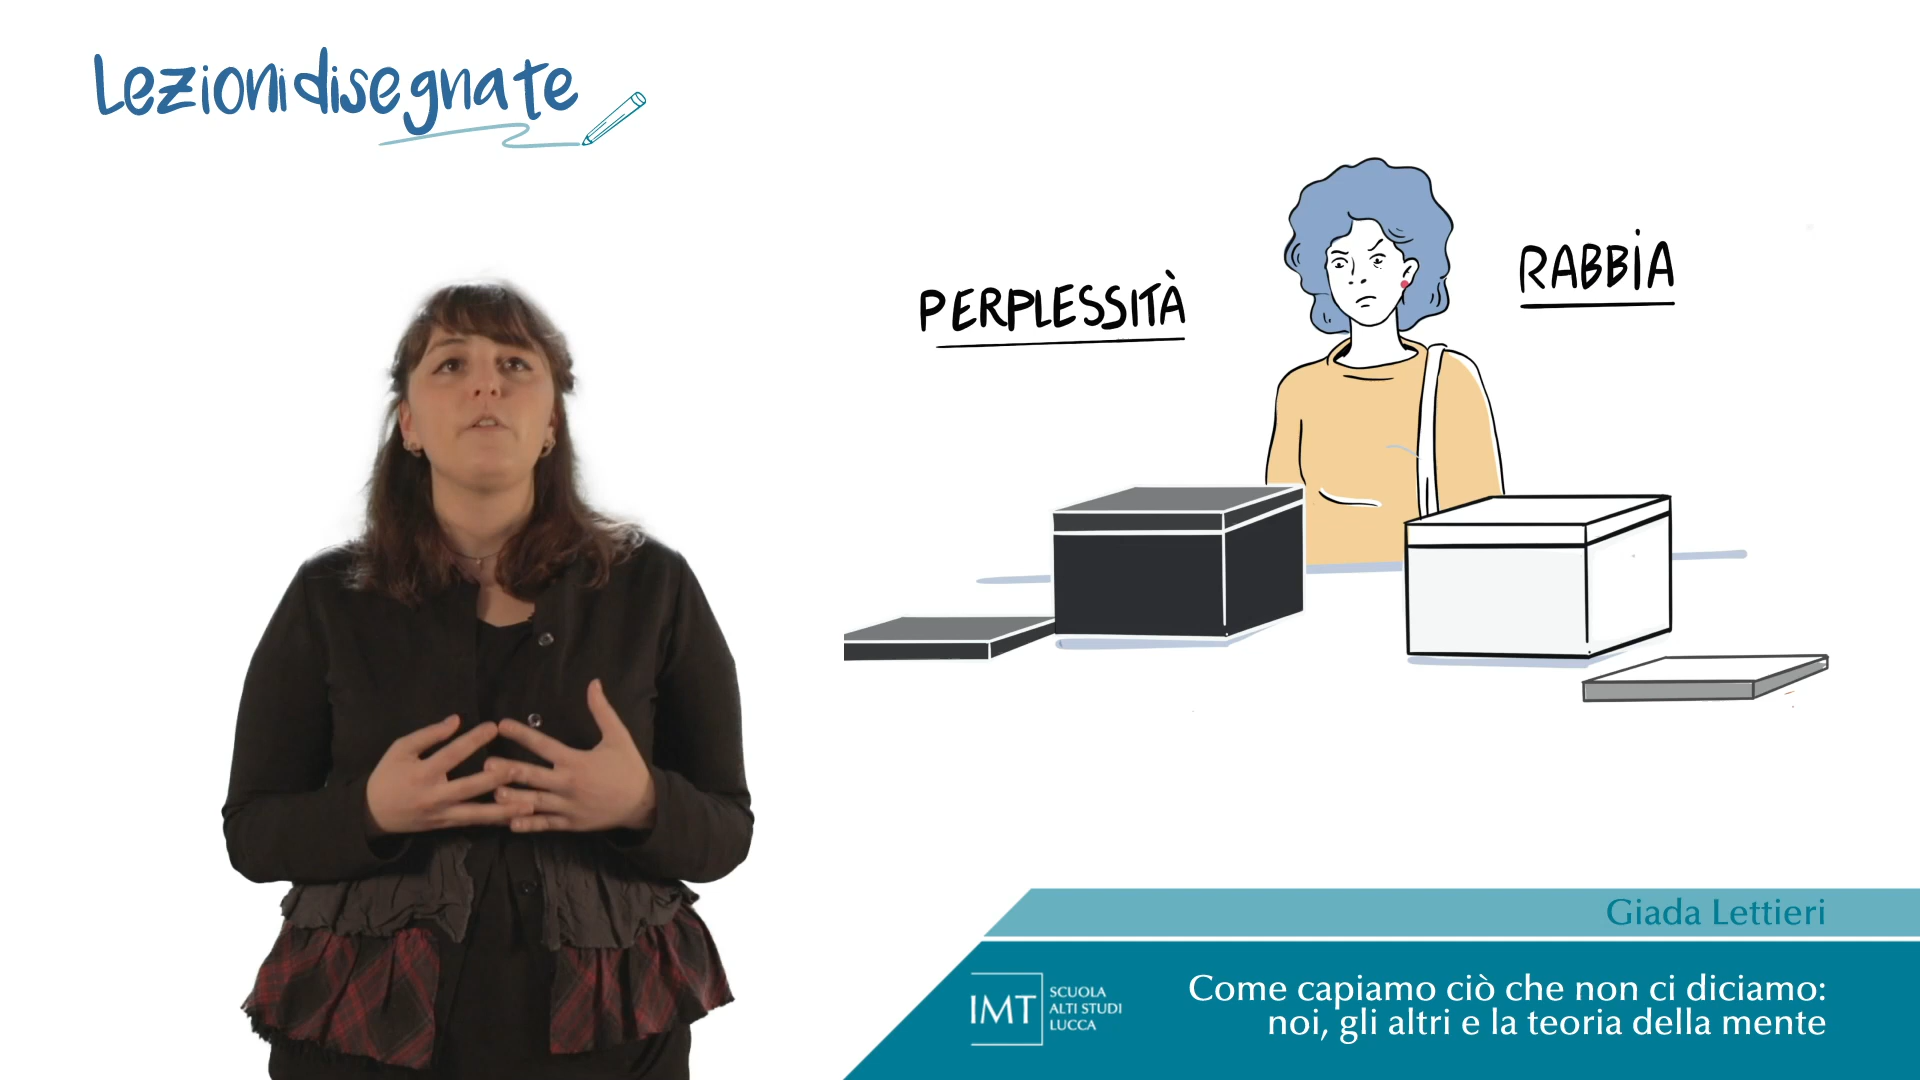 Lezionidisegnate
PERPLESSITÀ
RABBIA
Giada Lettieri
IMT
SCUOLA
ALTI STUDI
LUCCA
Come capiamo ciò che non ci diciamo:
noi, gli altri e la teoria della mente